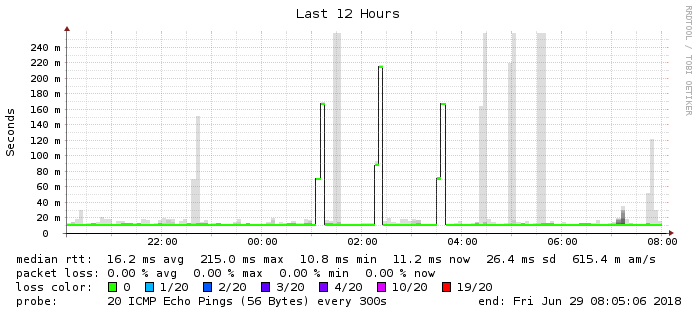 Last 12 Hours
RRDTOOL / TOBI OETIKER
Seconds
240 m
220 m
200 m
180 m
160 m
140 m
120 m
100 m
80 m
60 m
40 m
20 m
0
22:00 00:00 02:00 04:00 06:00 08:00
median rtt: 16.2 ms avg 215.0 ms max 10.8 ms min 11.2 ms now 26.4 ms sd 615.4 m am/s
packet loss: 0.00 % avg 0.00 % max 0.00 % min 0.00 % now
loss color: 0 1/20 2/20 3/20 4/20 10/20 19/20
probe: 20 ICMP Echo Pings (56 Bytes) every 300s end: Fri Jun 29 08:05:06 2018